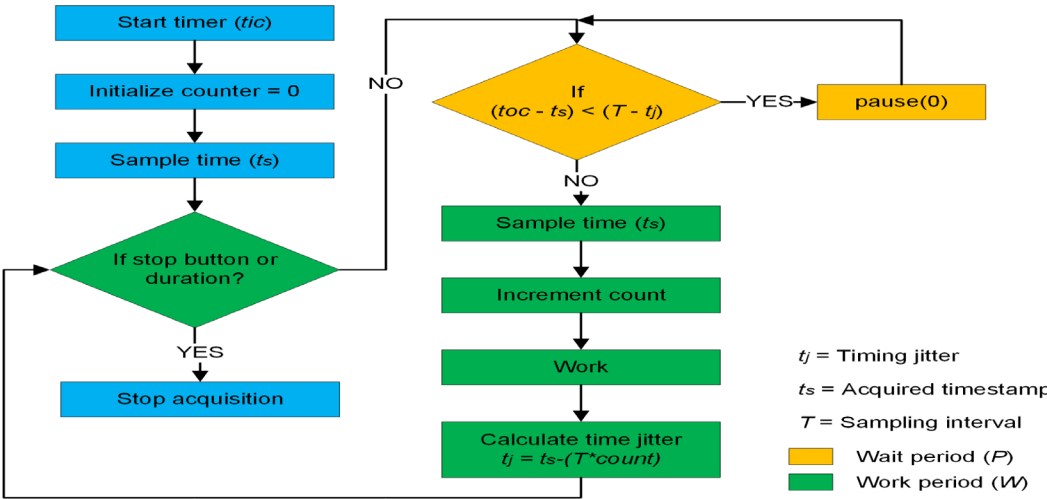 Start timer (tic)
Initialize counter = 0
Sample time (ts)
If stop button or
duration?
YES
Stop acquisition
NO
If
(toc - ts) < (T - tj)
YES
pause(0)
NO
Sample time (ts)
Increment count
Work
Calculate time jitter
tj = ts-(T*count)
tj = Timing jitter
ts = Acquired timestamp
T = Sampling interval
Wait period (P)
Work period (W)